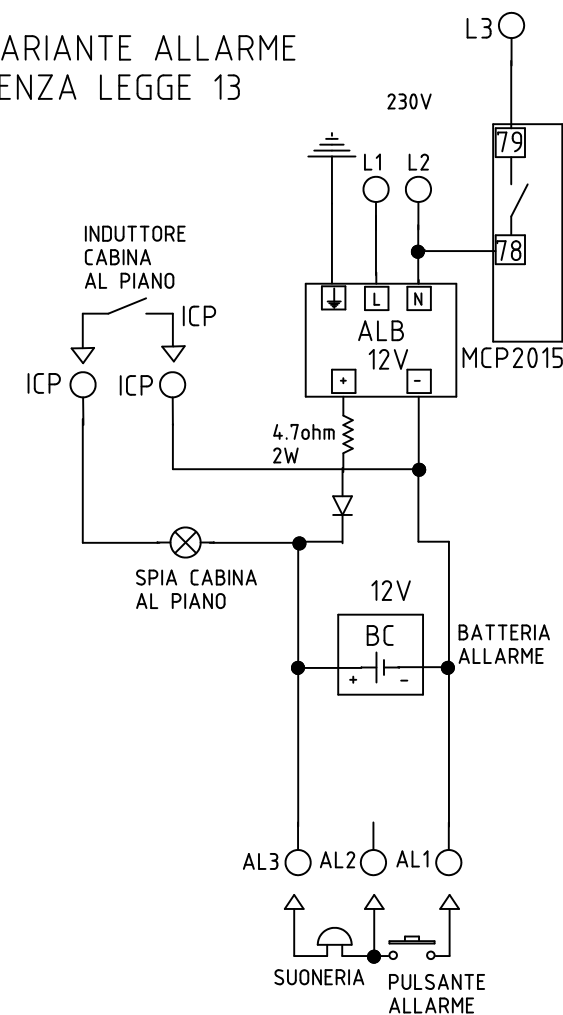 ARIANTE ALLARME
ENZA LEGGE 13
L3
230V
79
L1 L2
78
INDUTTORE
CABINA
AL PIANO
ICP
L N
ALB
12V
MCP2015
+ -
ICP ICP
4.7ohm
2W
SPIA CABINA
AL PIANO
12V
BC
+ -
BATTERIA
ALLARME
AL3 AL2 AL1
SUONERIA
PULSANTE
ALLARME